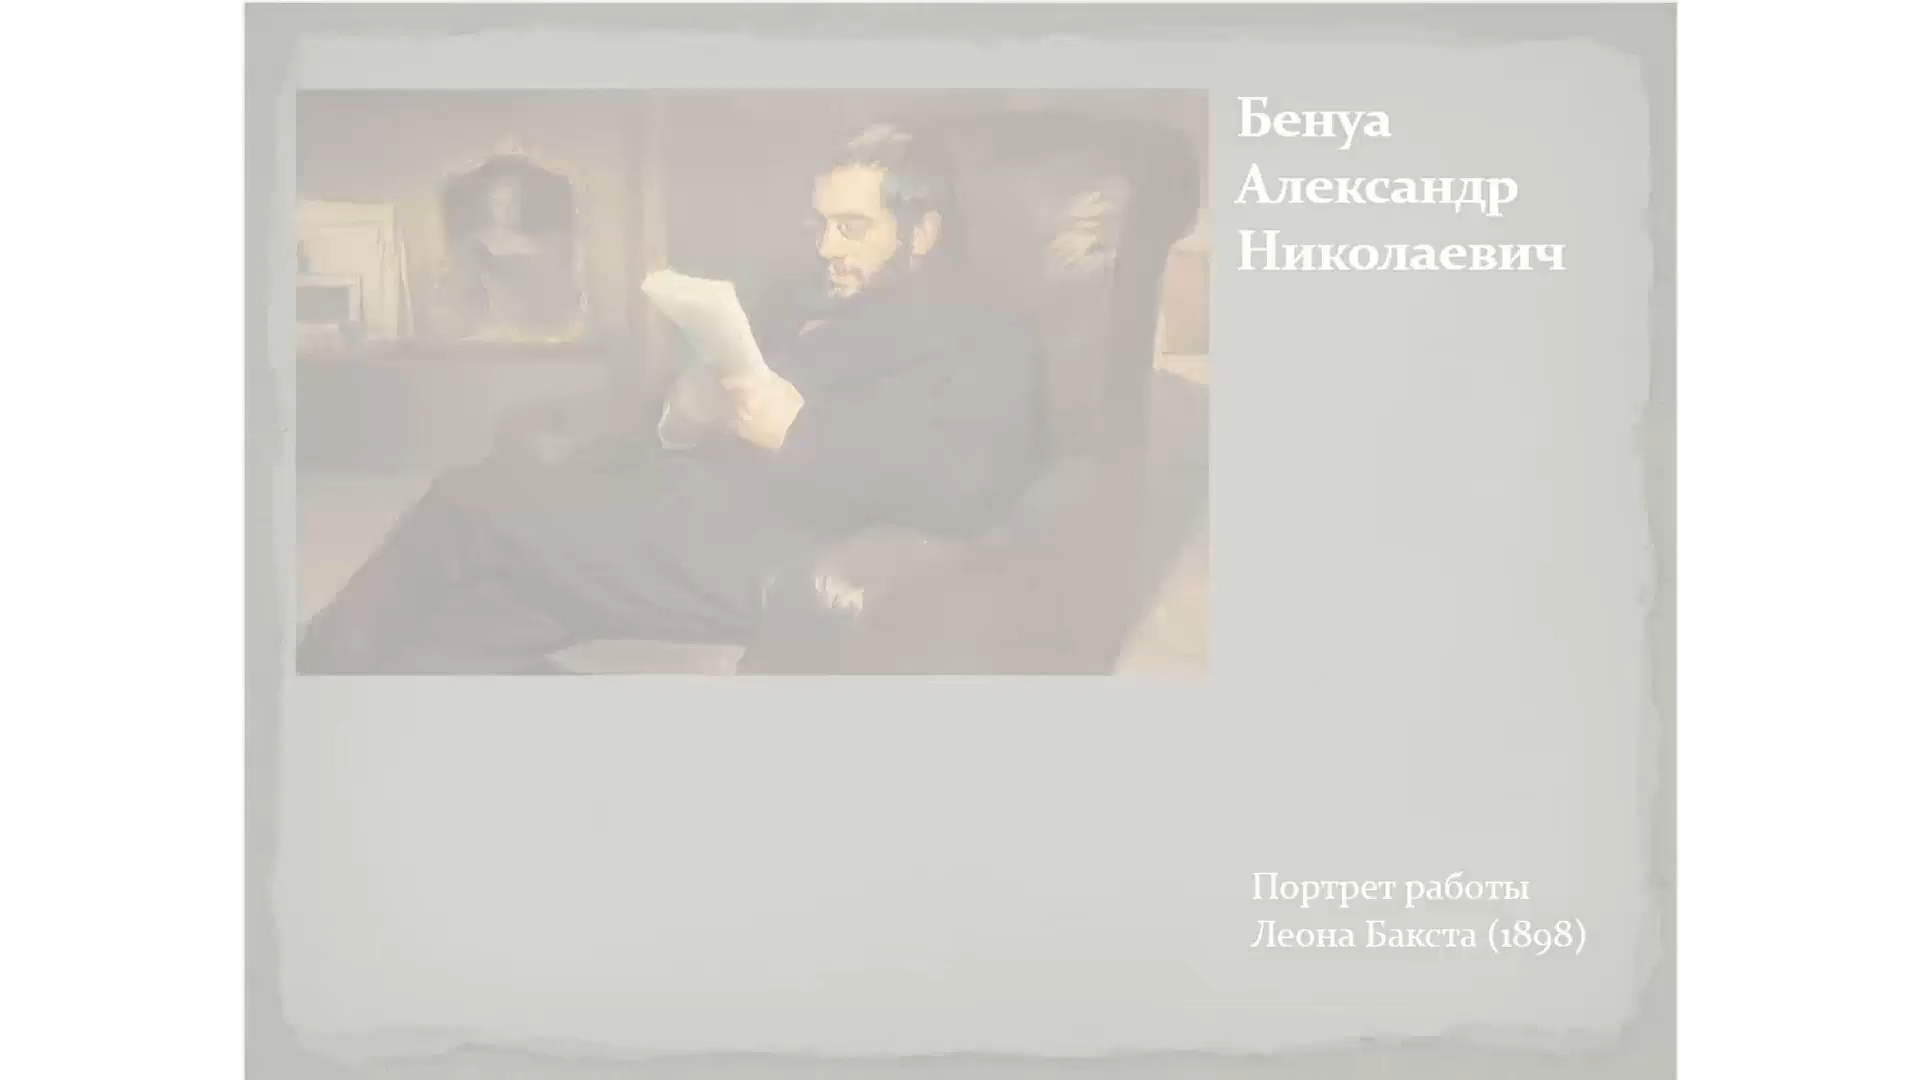 Бенуа
Александр
Николаевич
Портрет работы
Леона Бакста (1898)